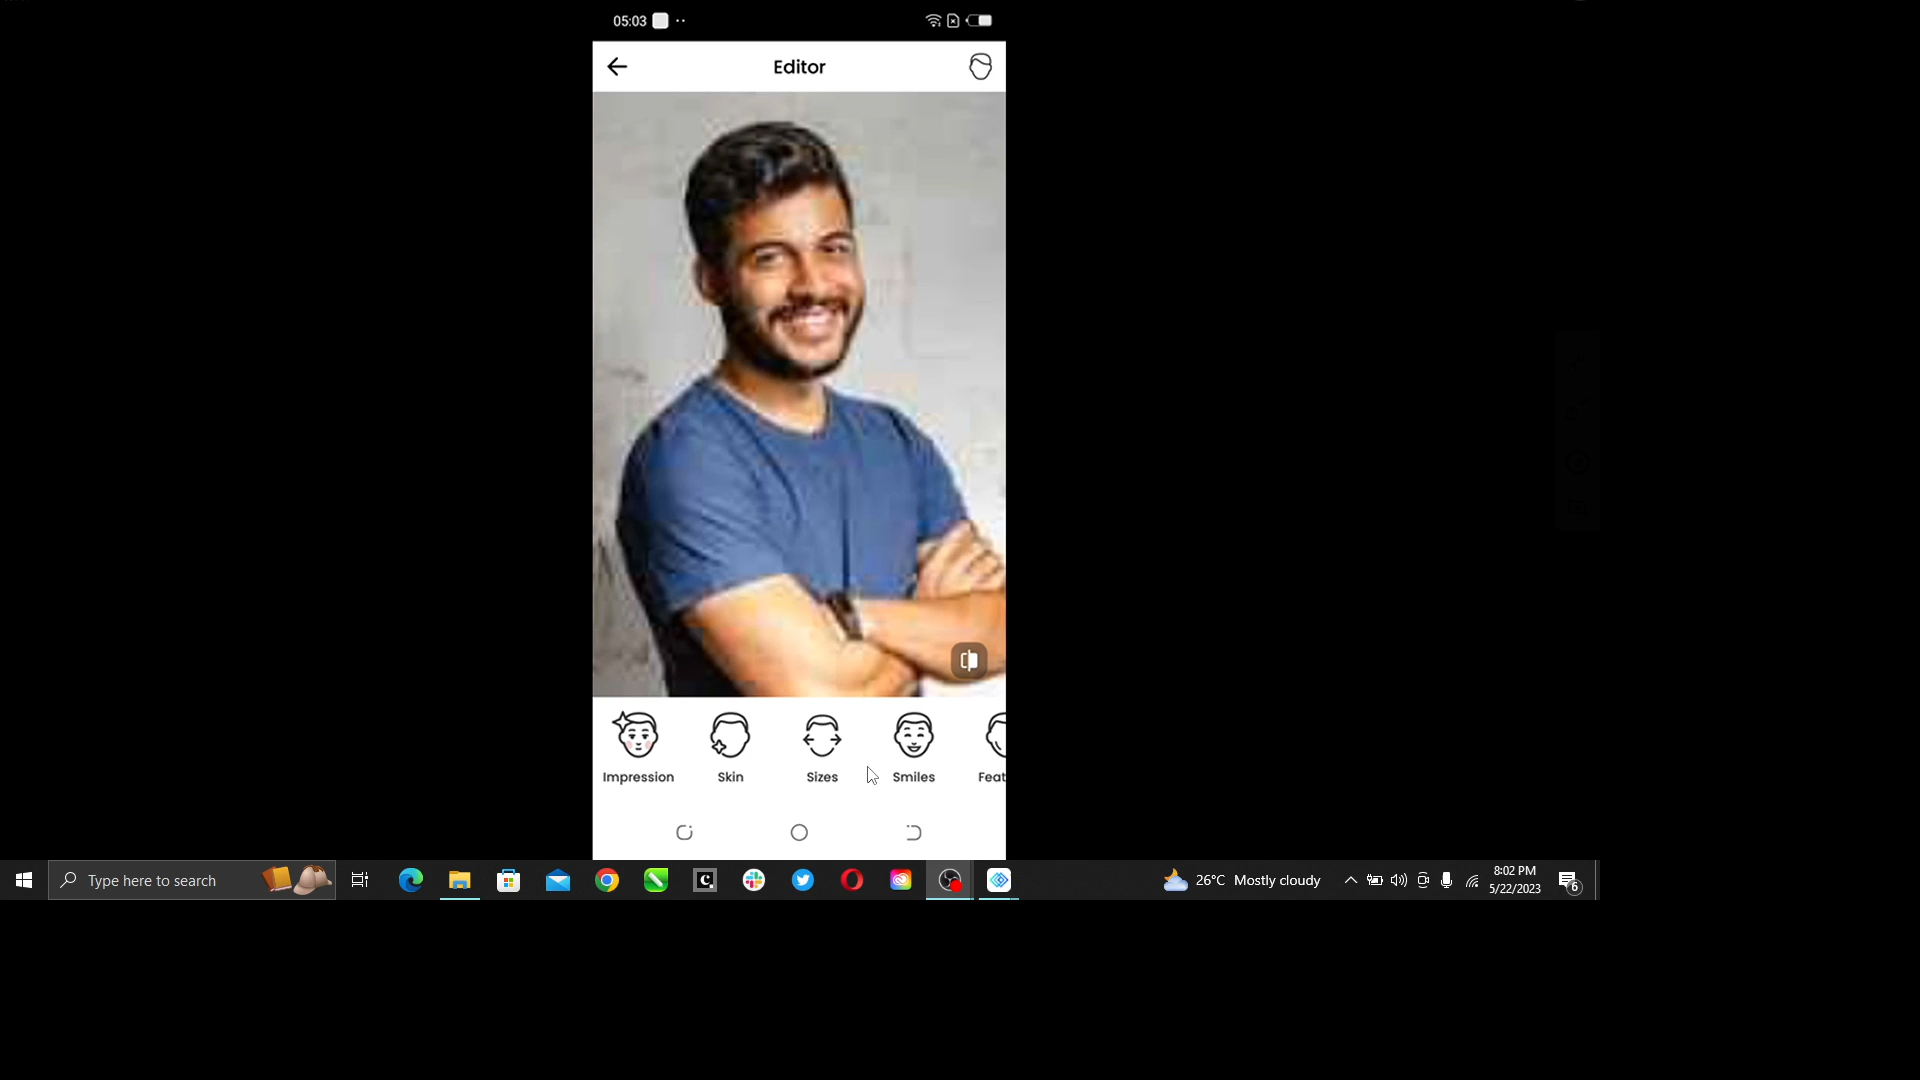 05:03
Editor
Impression
Skin
Sizes
Smiles
Feat
Type here to search
26°C Mostly cloudy
8:02 PM
5/22/2023
6